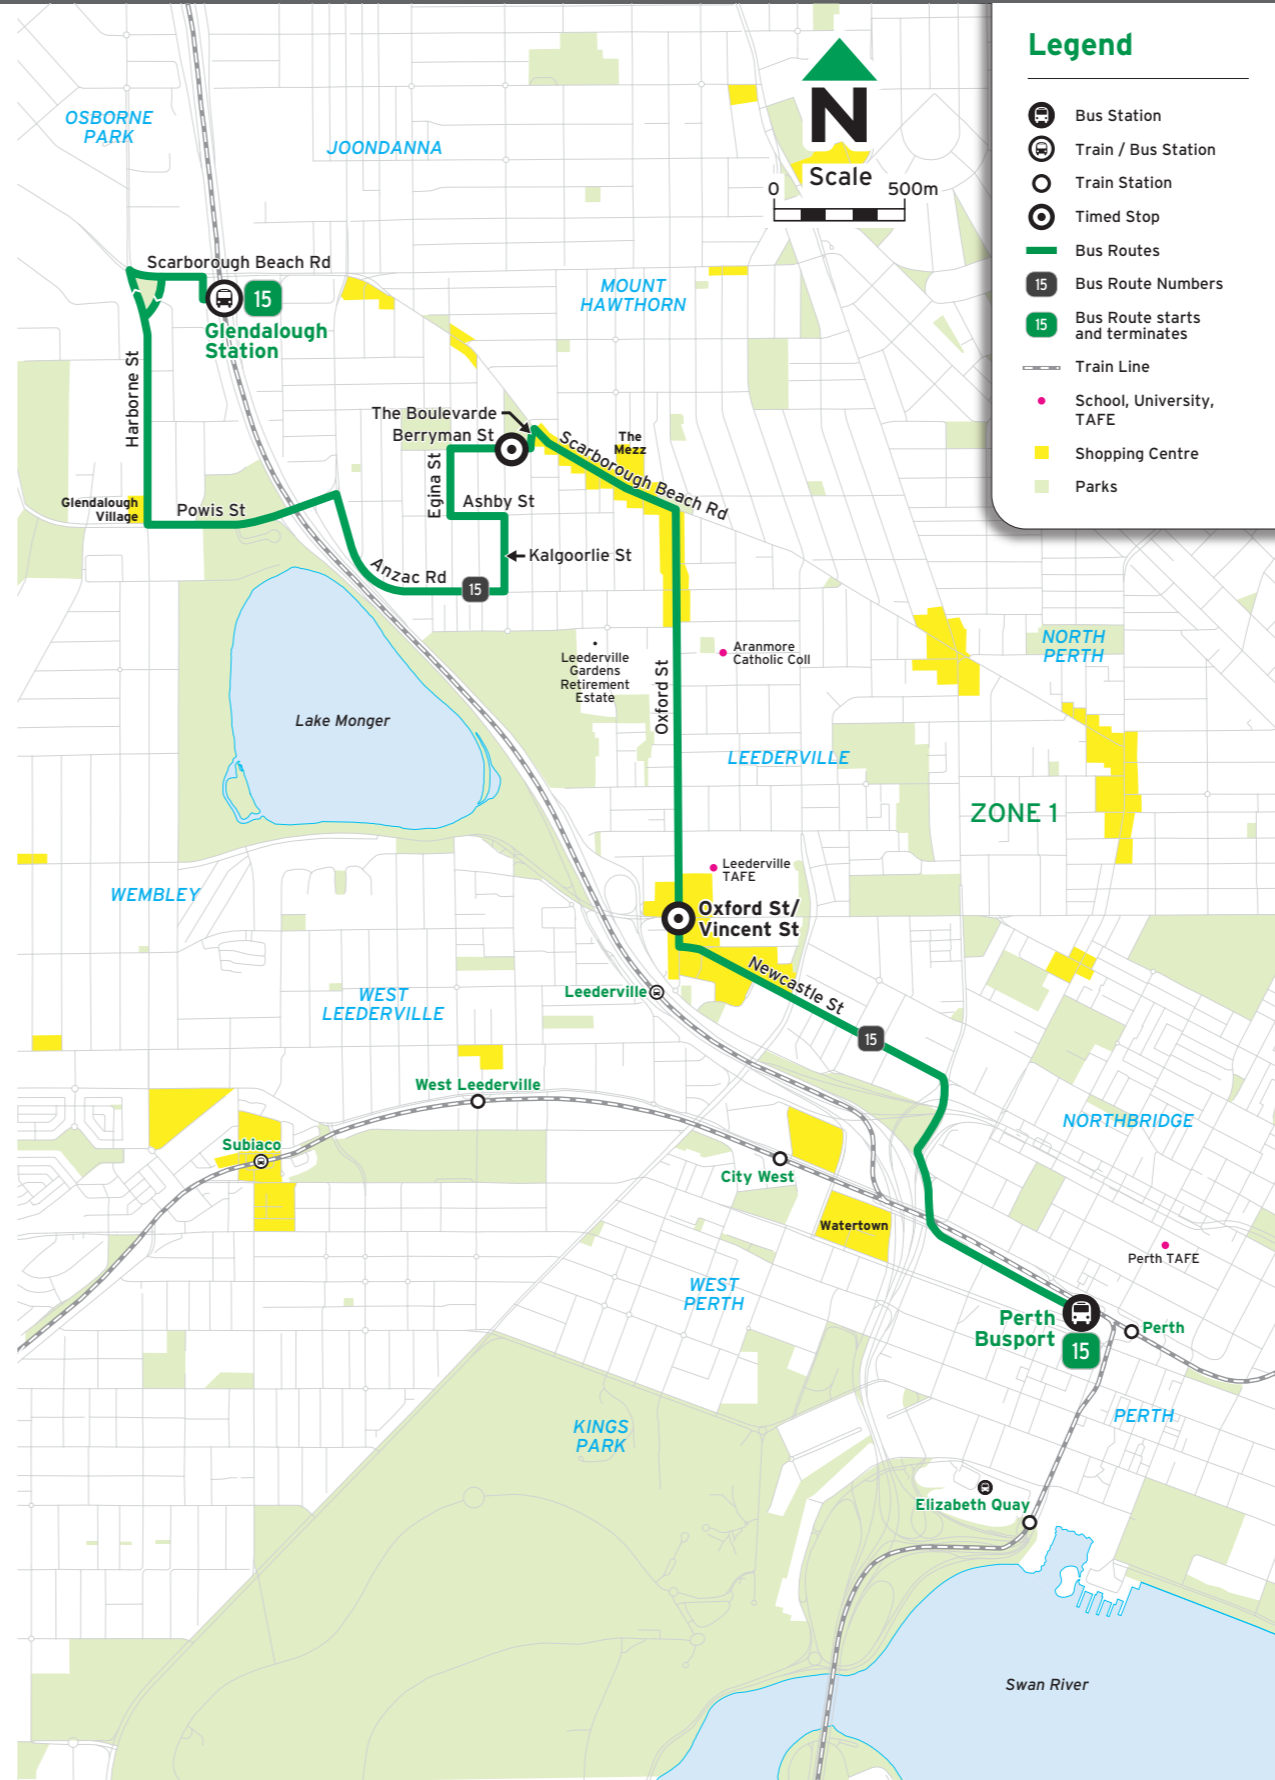 Legend
Bus Station
Train / Bus Station
Train Station
Timed Stop
Bus Routes
15
Bus Route Numbers
15
Bus Route starts
and terminates
Train Line
School, University,
TAFE
Shopping Centre
Parks
N
Scale
0
500m
OSBORNE
PARK
JOONDANNA
Scarborough Beach Rd
15
Glendalough
Station
MOUNT
HAWTHORN
Harborne St
The Boulevarde
Berryman St
Scarborough Beach Rd
The
Mezz
Egina St
Ashby St
Glendalough
Village
Powis St
Kalgoorlie St
Anzac Rd
15
Leederville
Gardens
Retirement
Estate
Aranmore
Catholic Coll
NORTH
PERTH
Oxford St
Lake Monger
LEEDERVILLE
ZONE 1
Leederville
TAFE
WEMBLEY
Oxford St/
Vincent St
Newcastle St
Leederville
WEST
LEEDERVILLE
15
West Leederville
NORTHBRIDGE
Subiaco
City West
Watertown
Perth TAFE
WEST
PERTH
Perth
Busport
15
Perth
PERTH
KINGS
PARK
Elizabeth Quay
Swan River